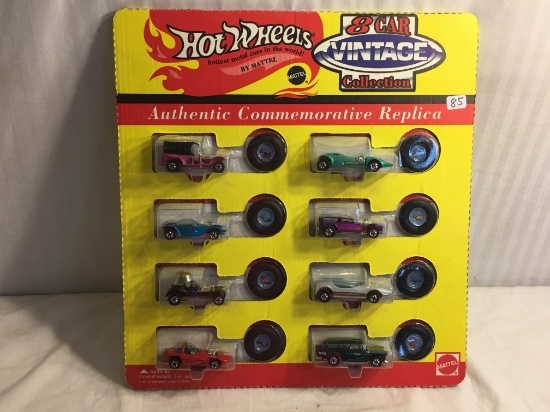 Hot Wheels
hottest metal cars in the world!
BY MATTEL
MATTEL
8 CAR
VINTAGE
Collection
85
Authentic Commemorative Replica
MATTEL